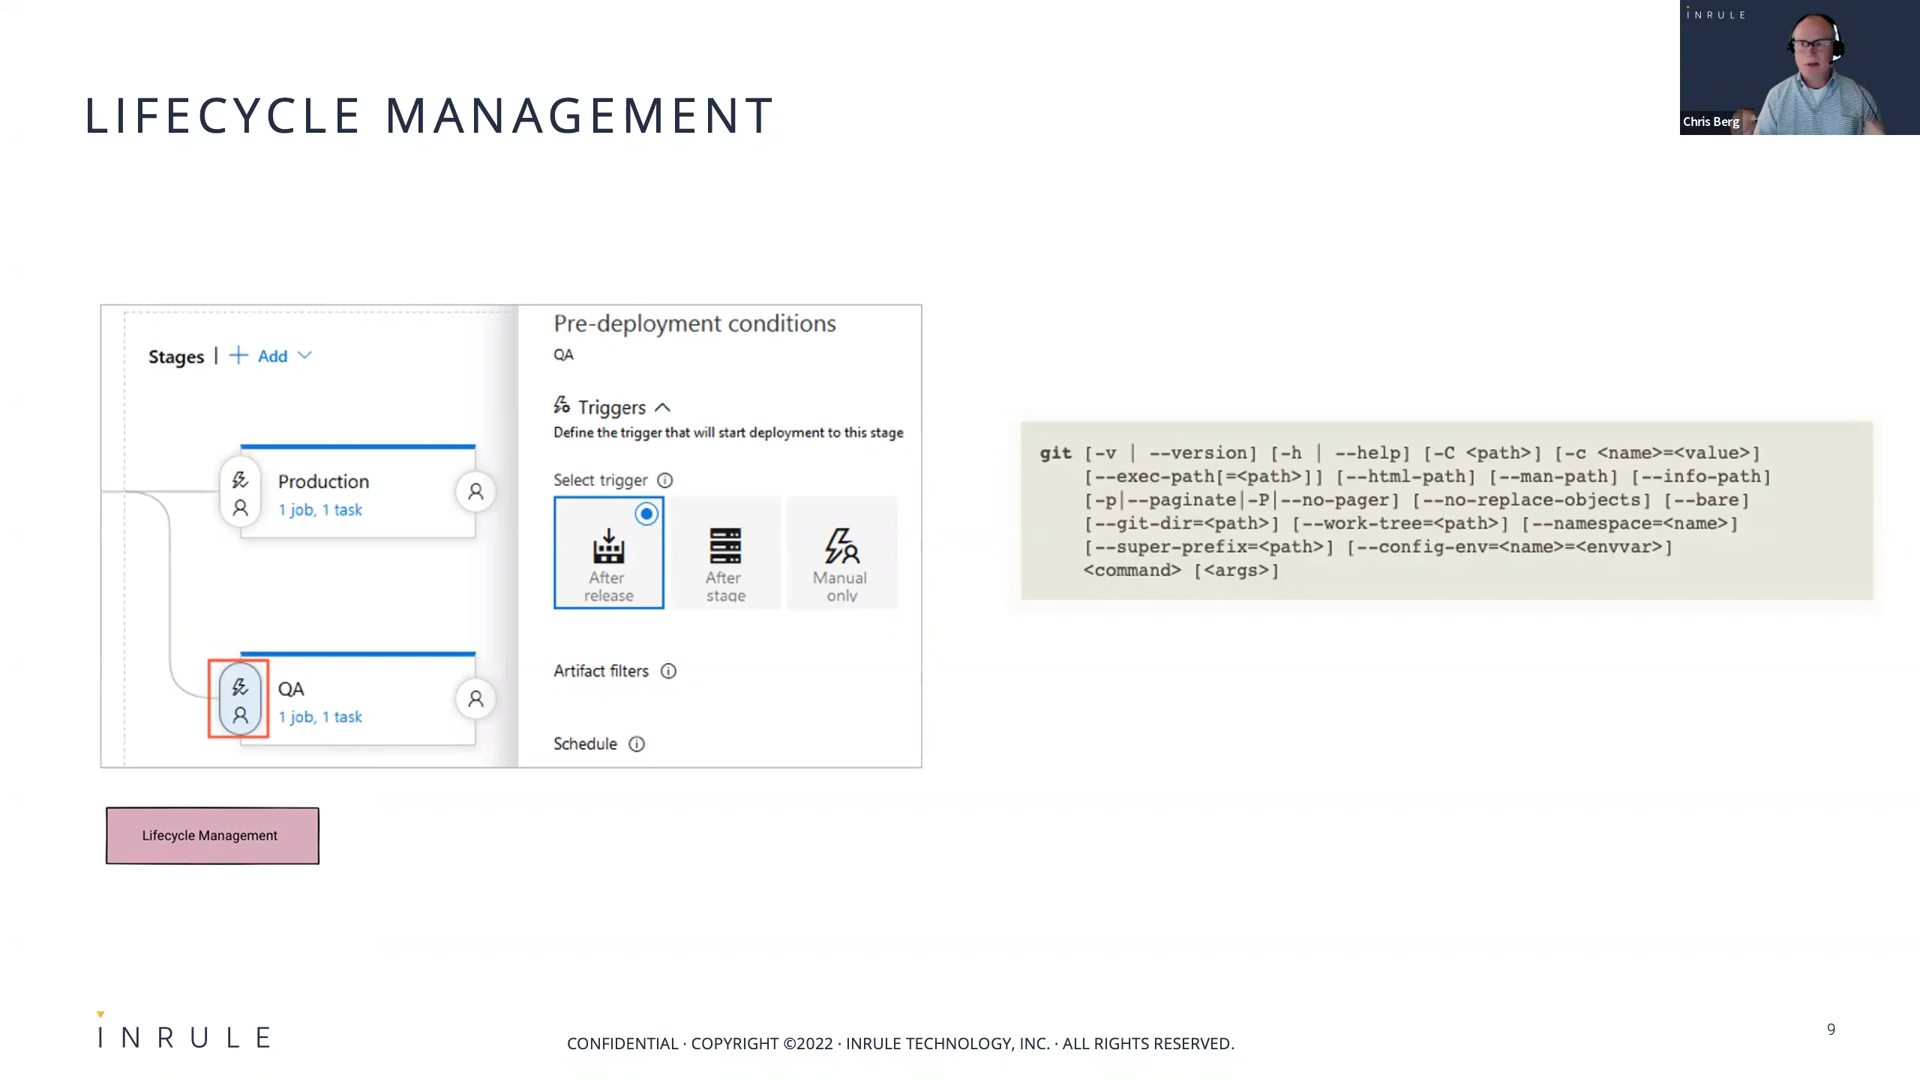 INRULE
Chris Berg
LIFECYCLE MANAGEMENT
Stages | + Add
Production
1 job, 1 task
QA
1 job, 1 task
Pre-deployment conditions
QA
Triggers
Define the trigger that will start deployment to this stage
Select trigger
After
release
After
stage
Manual
only
Artifact filters
Schedule
git [-v | --version] [-h | --help] [-C <path>] [-c <name>=<value>]
[--exec-path[=<path>]] [--html-path] [--man-path] [--info-path]
[-p|--paginate|-P|--no-pager] [--no-replace-objects] [--bare]
[--git-dir=<path>] [--work-tree=<path>] [--namespace=<name>]
[--super-prefix=<path>] [--config-env=<name>=<envvar>]
<command> [<args>]
Lifecycle Management
INRULE
CONFIDENTIAL · COPYRIGHT ©2022 · INRULE TECHNOLOGY, INC. · ALL RIGHTS RESERVED.
9